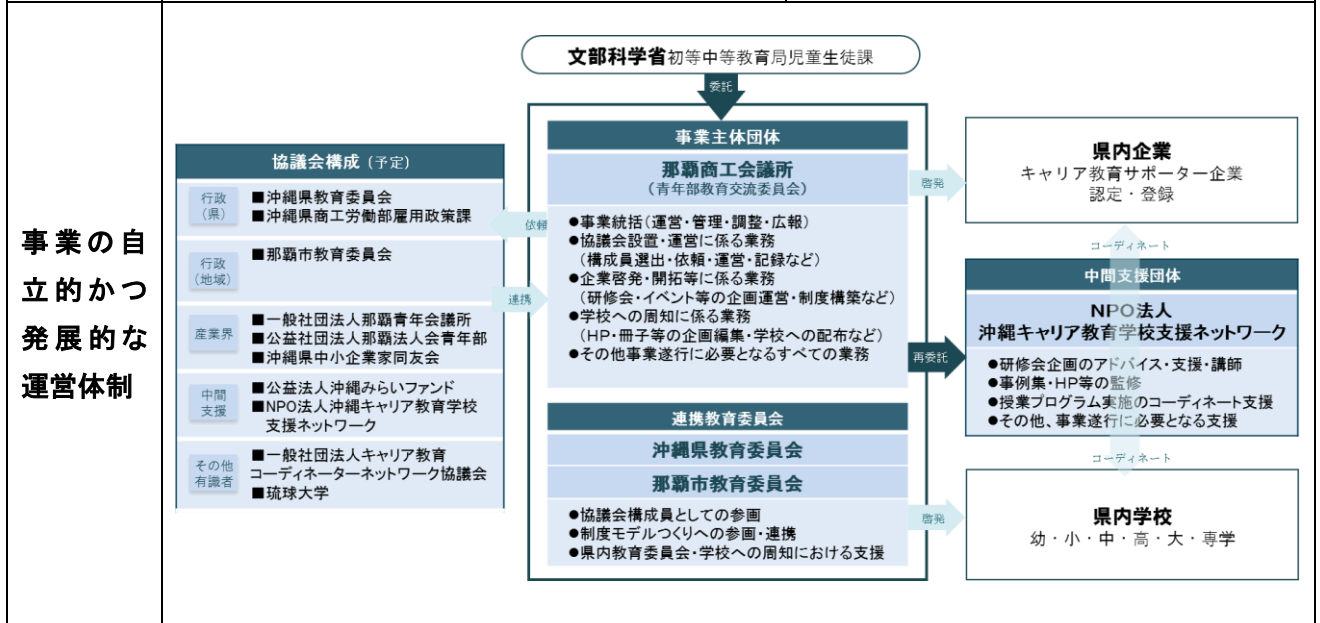 事業の自
立的かつ
発展的な
運営体制
文部科学省初等中等教育局児童生徒課
委託
協議会構成（予定）
行政
（県）
■沖縄県教育委員会
■沖縄県商工労働部雇用政策課
行政
（地域）
■那覇市教育委員会
産業界
■一般社団法人那覇青年会議所
■公益社団法人那覇法人会青年部
■沖縄県中小企業家同友会
中間
支援
■公益法人沖縄みらいファンド
■NPO法人沖縄キャリア教育学校
支援ネットワーク
その他
有識者
■一般社団法人キャリア教育
コーディネーターネットワーク協議会
■琉球大学
依頼
連携
事業主体団体
那覇商工会議所
（青年部教育交流委員会）
●事業統括（運営・管理・調整・広報）
●協議会設置・運営に係る業務
（構成員選出・依頼・運営・記録など）
●企業啓発・開拓等に係る業務
（研修会・イベント等の企画運営・制度構築など）
●学校への周知に係る業務
（HP・冊子等の企画編集・学校への配布など）
●その他事業遂行に必要となるすべての業務
連携教育委員会
沖縄県教育委員会
那覇市教育委員会
●協議会構成員としての参画
●制度モデルつくりへの参画・連携
●県内教育委員会・学校への周知における支援
啓発
再委託
啓発
県内企業
キャリア教育サポーター企業
認定・登録
コーディネート
中間支援団体
NPO法人
沖縄キャリア教育学校支援ネットワーク
●研修会企画のアドバイス・支援・講師
●事例集・HP等の監修
●授業プログラム実施のコーディネート支援
●その他、事業遂行に必要となる支援
コーディネート
県内学校
幼・小・中・高・大・専学